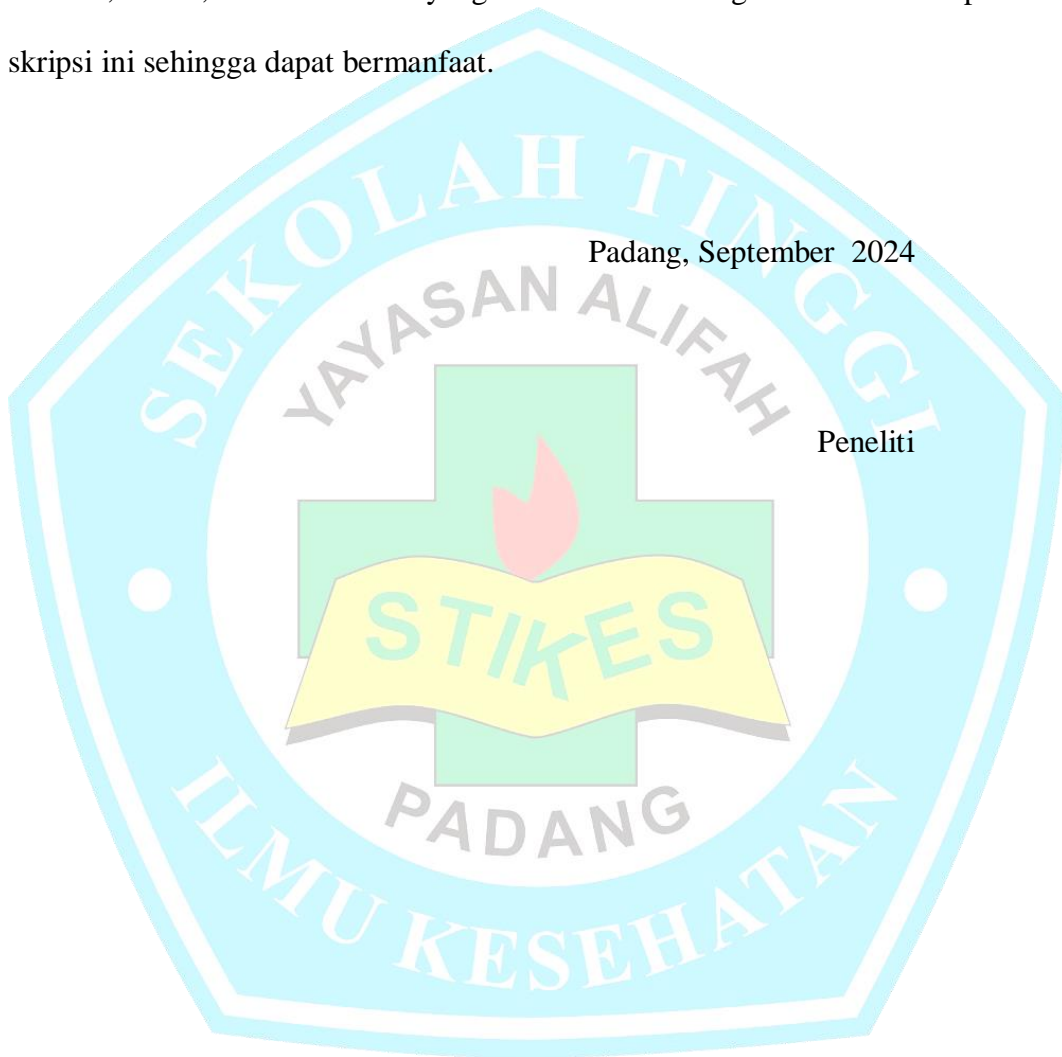 skripsi ini sehingga dapat bermanfaat.
SEKOLAH TINGGI
Padang, September 2024
YAYASAN ALIFAH
Peneliti
STIKES
PADANG
ILMU KESEHATAN